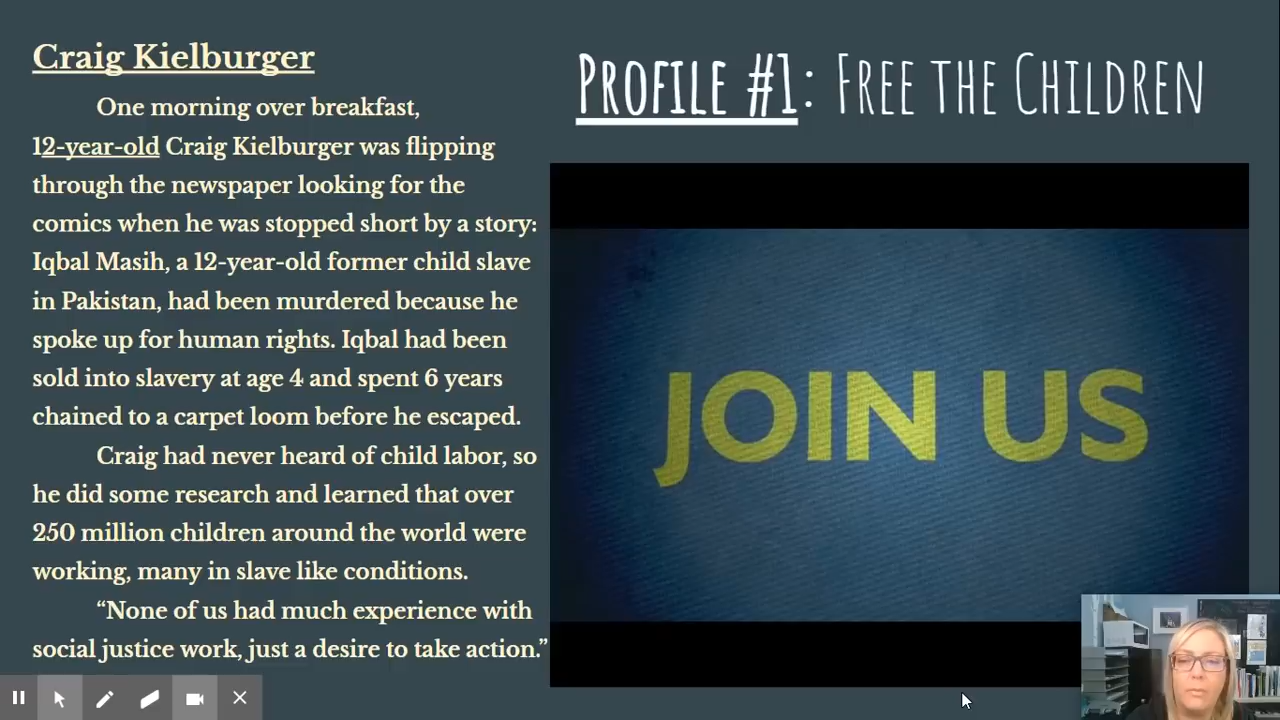 Craig Kielburger
One morning over breakfast,
12-year-old Craig Kielburger was flipping
through the newspaper looking for the
comics when he was stopped short by a story:
Iqbal Masih, a 12-year-old former child slave
in Pakistan, had been murdered because he
spoke up for human rights. Iqbal had been
sold into slavery at age 4 and spent 6 years
chained to a carpet loom before he escaped.
Craig had never heard of child labor, so
he did some research and learned that over
250 million children around the world were
working, many in slave like conditions.
“None of us had much experience with
social justice work, just a desire to take action.”
PROFILE #1: FREE THE CHILDREN
JOIN US